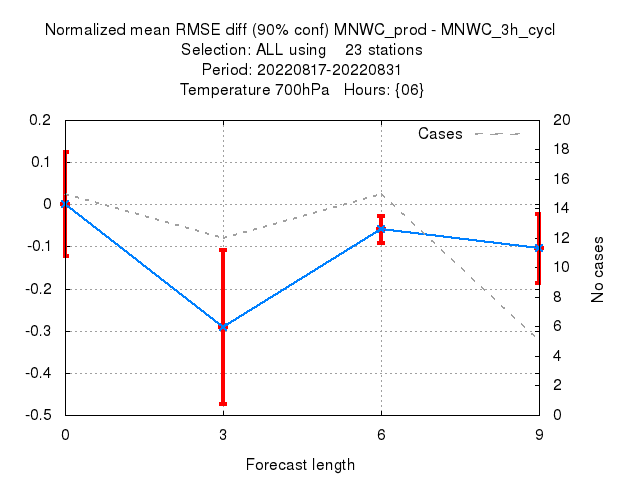 Normalized mean RMSE diff (90% conf) MNWC_prod - MNWC_3h_cycl
Selection: ALL using    23 stations
Period: 20220817-20220831
Temperature 700hPa   Hours: {06}
Cases
0.2
0.1
0
-0.1
-0.2
-0.3
-0.4
-0.5
20
18
16
14
12
10
8
6
4
2
0
No cases
0 3 6 9
Forecast length